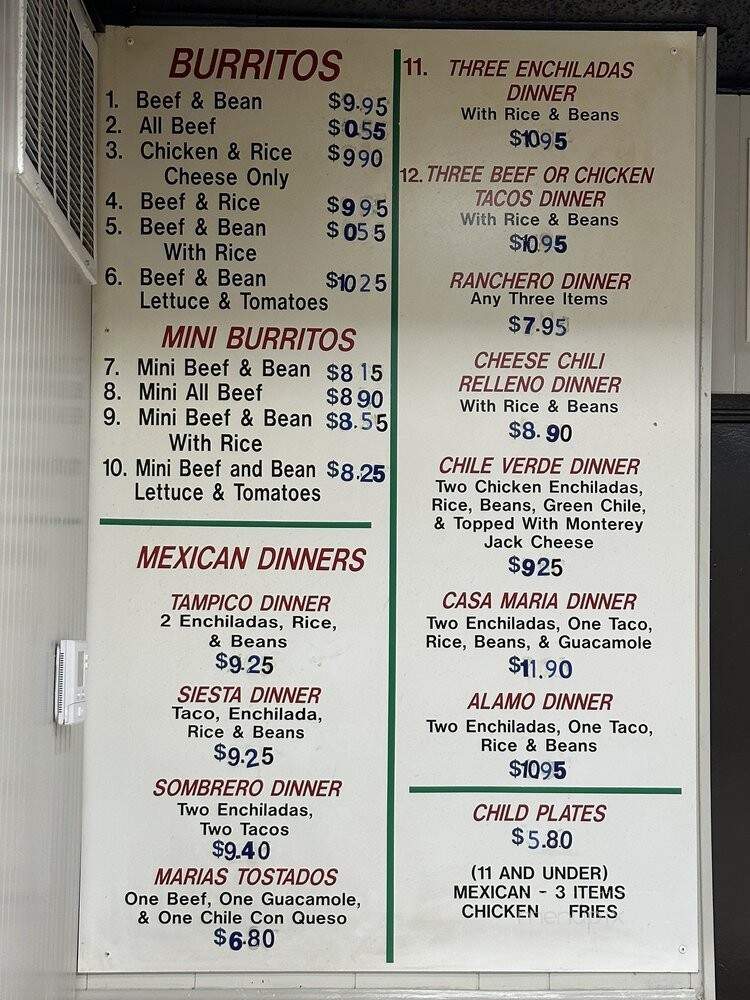 BURRITOS
1. Beef & Bean $9.95
2. All Beef $055
3. Chicken & Rice $990
Cheese Only
4. Beef & Rice $995
5. Beef & Bean $055
With Rice
6. Beef & Bean $1025
Lettuce & Tomatoes
MINI BURRITOS
7. Mini Beef & Bean $815
8. Mini All Beef $890
9. Mini Beef & Bean $8.55
With Rice
10. Mini Beef and Bean $8.25
Lettuce & Tomatoes
MEXICAN DINNERS
TAMPICO DINNER
2 Enchiladas, Rice,
& Beans
$9.25
SIESTA DINNER
Taco, Enchilada,
Rice & Beans
$9.25
SOMBRERO DINNER
Two Enchiladas,
Two Tacos
$9.40
MARIAS TOSTADOS
One Beef, One Guacamole,
& One Chile Con Queso
$6.80
11. THREE ENCHILADAS
DINNER
With Rice & Beans
$1095
12. THREE BEEF OR CHICKEN
TACOS DINNER
With Rice & Beans
$10.95
RANCHERO DINNER
Any Three Items
$7.95
CHEESE CHILI
RELLENO DINNER
With Rice & Beans
$8.90
CHILE VERDE DINNER
Two Chicken Enchiladas,
Rice, Beans, Green Chile,
& Topped With Monterey
Jack Cheese
$925
CASA MARIA DINNER
Two Enchiladas, One Taco,
Rice, Beans, & Guacamole
$11.90
ALAMO DINNER
Two Enchiladas, One Taco,
Rice & Beans
$1095
CHILD PLATES
$5.80
(11 AND UNDER)
MEXICAN - 3 ITEMS
CHICKEN FRIES